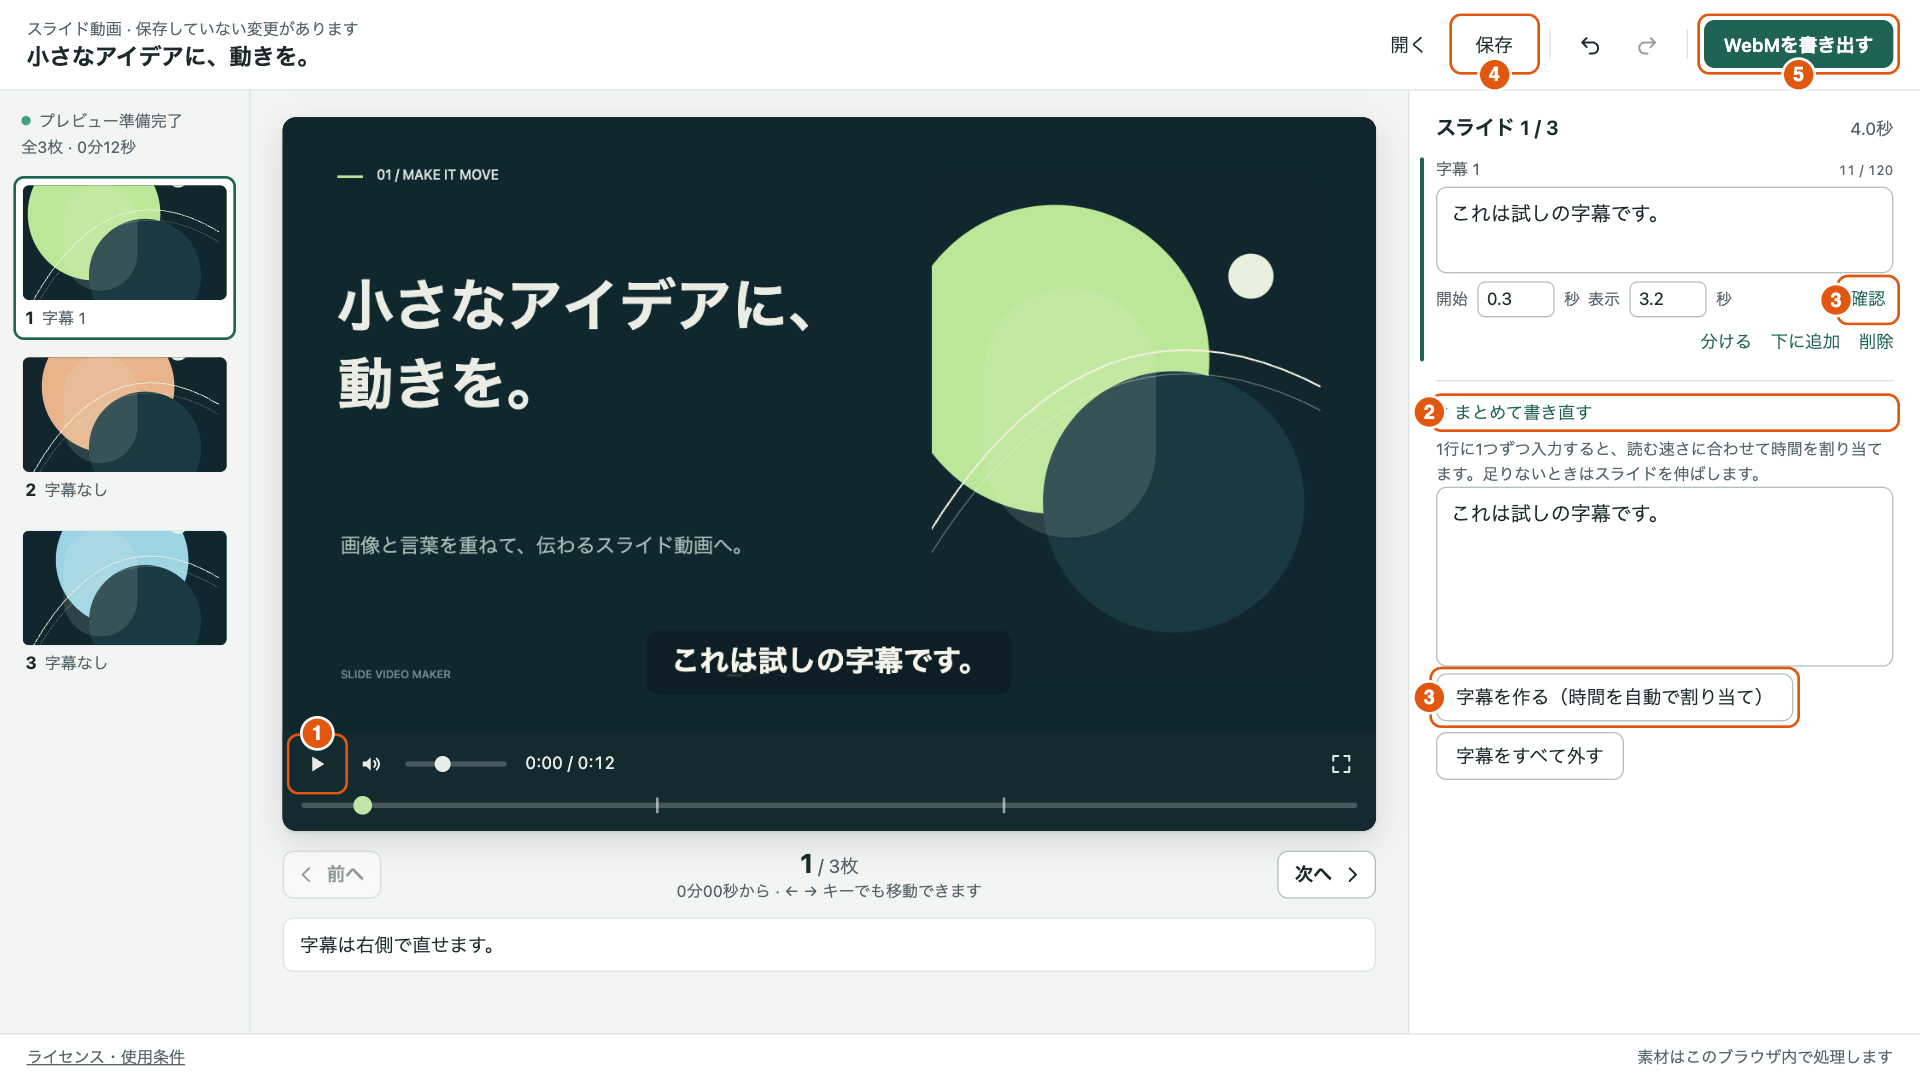 スライド動画 · 保存していない変更があります
小さなアイデアに、動きを。
開く
保存
4
WebMを書き出す
5
プレビュー準備完了
全3枚 · 0分12秒
1 字幕 1
2 字幕なし
3 字幕なし
01 / MAKE IT MOVE
小さなアイデアに、
動きを。
画像と言葉を重ねて、伝わるスライド動画へ。
SLIDE VIDEO MAKER
これは試しの字幕です。
1
0:00 / 0:12
前へ
1 / 3枚
0分00秒から · ← → キーでも移動できます
次へ
字幕は右側で直せます。
スライド 1 / 3
4.0秒
字幕 1
11 / 120
これは試しの字幕です。
開始 0.3 秒 表示 3.2 秒
3 確認
分ける 下に追加 削除
2 まとめて書き直す
1行に1つずつ入力すると、読む速さに合わせて時間を割り当て
ます。足りないときはスライドを伸ばします。
これは試しの字幕です。
3 字幕を作る（時間を自動で割り当て）
字幕をすべて外す
ライセンス・使用条件
素材はこのブラウザ内で処理します